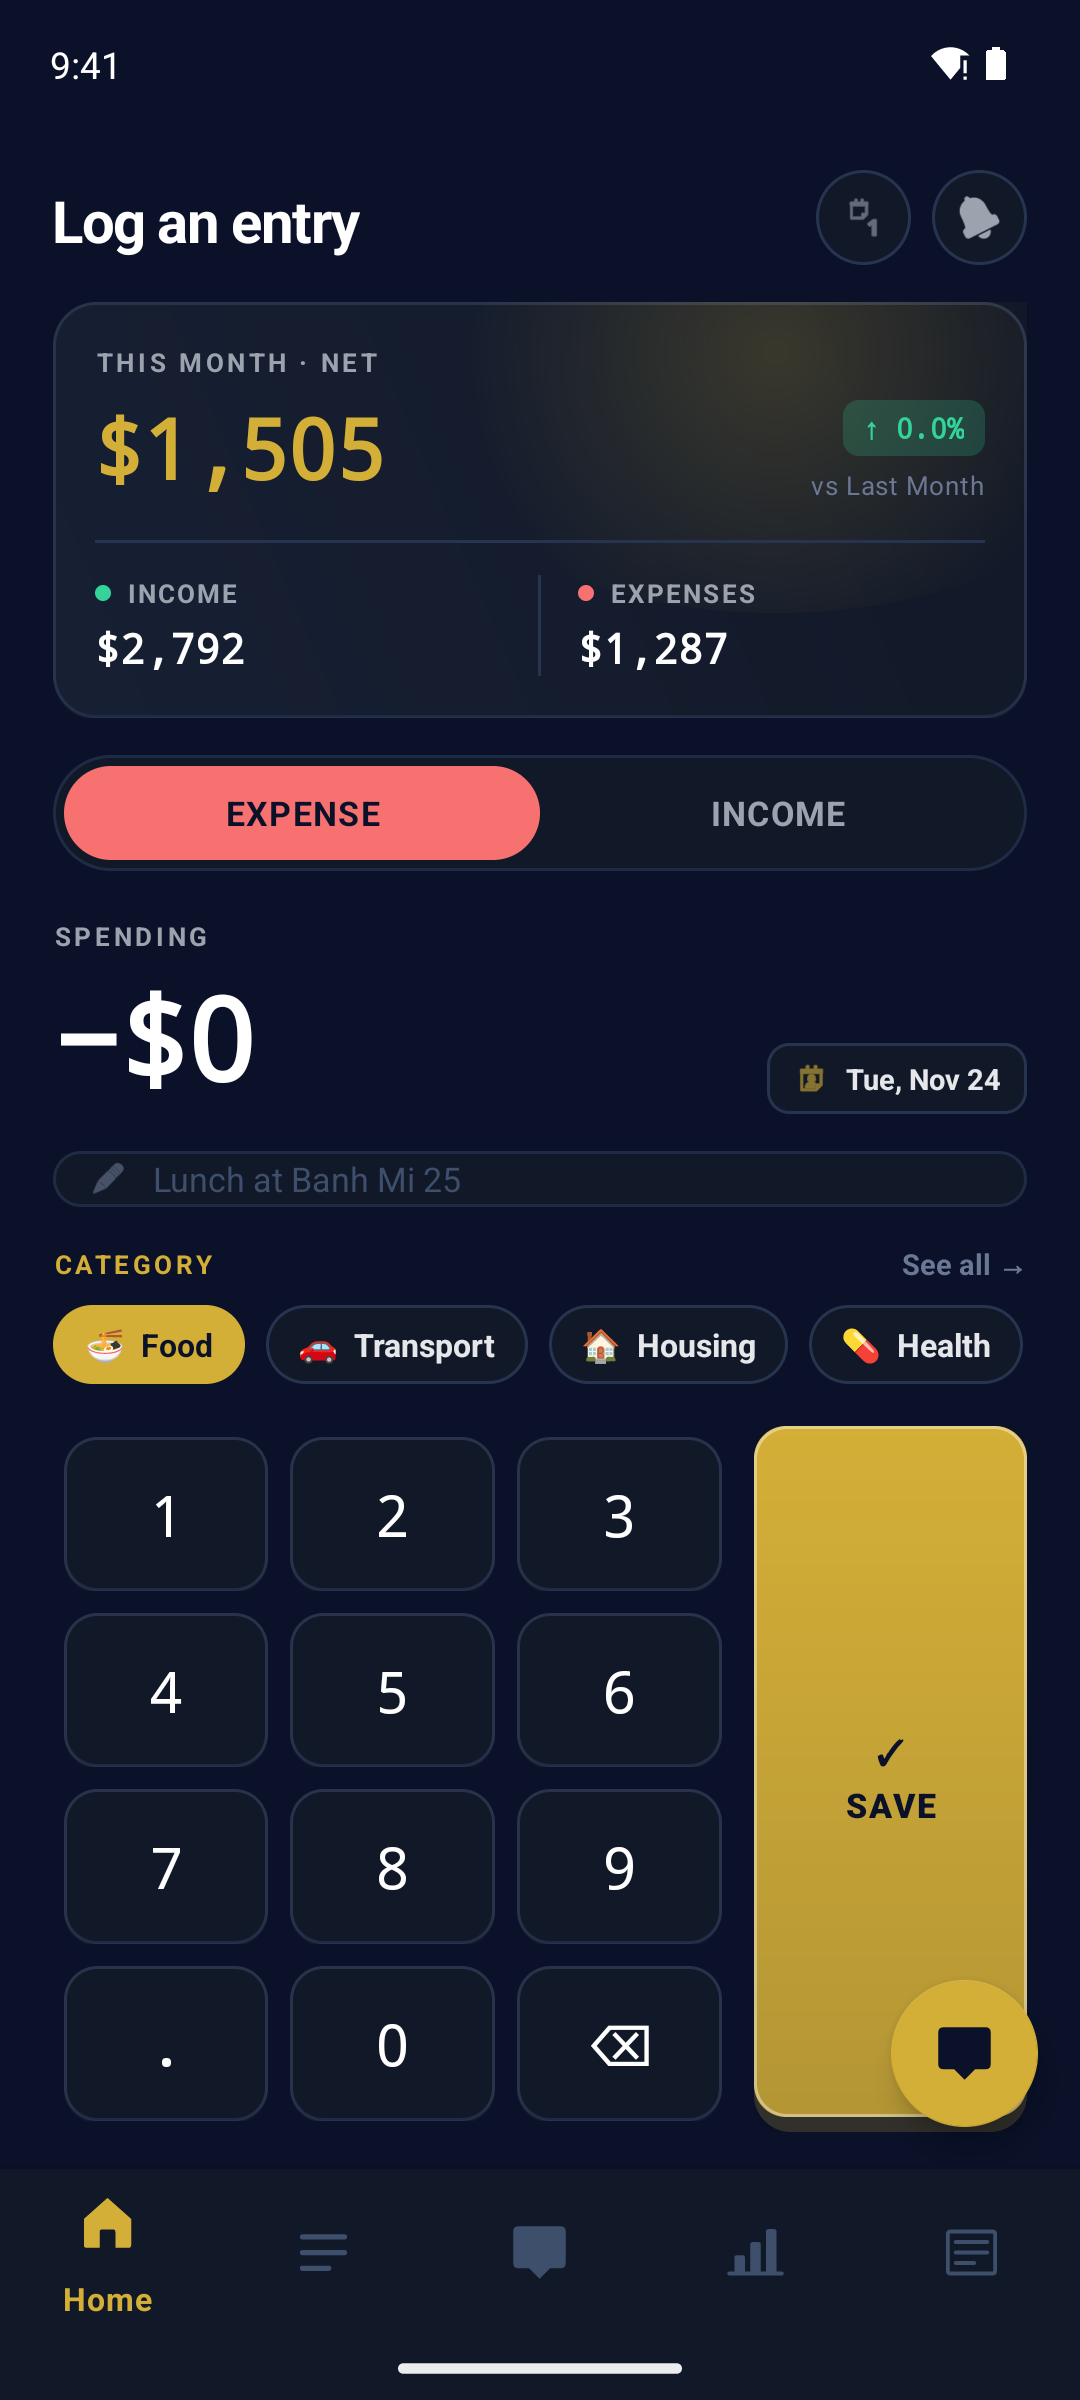 9:41
Log an entry
THIS MONTH · NET
$1,505
↑ 0.0%
vs Last Month
INCOME
$2,792
EXPENSES
$1,287
EXPENSE
INCOME
SPENDING
−$0
Tue, Nov 24
Lunch at Banh Mi 25
CATEGORY
See all →
Food
Transport
Housing
Health
1
2
3
4
5
6
7
8
9
.
0
✓
SAVE
Home